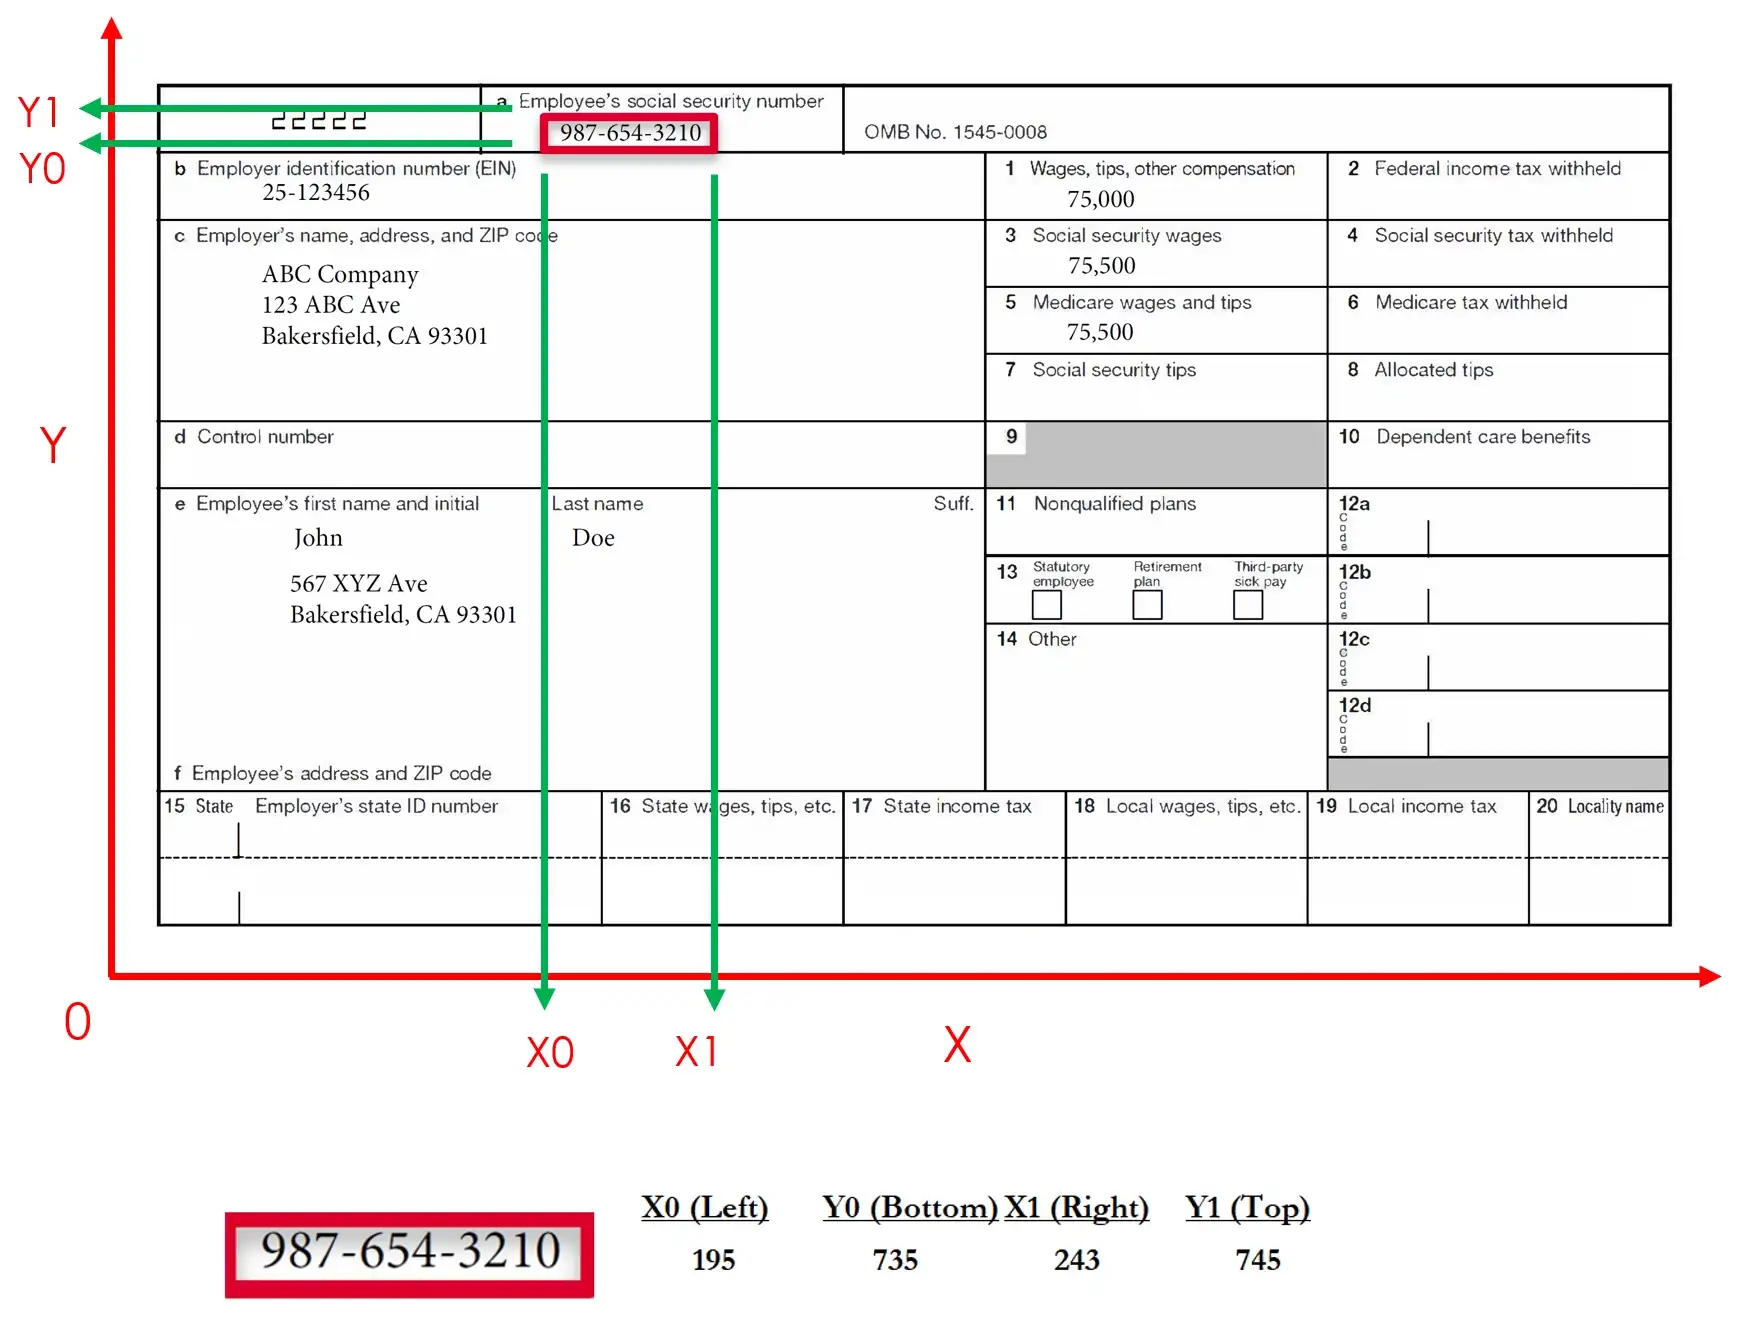 Y1
Y0
22222
a Employee's social security number
987-654-3210
OMB No. 1545-0008
b Employer identification number (EIN)
25-123456
1 Wages, tips, other compensation
75,000
2 Federal income tax withheld
c Employer's name, address, and ZIP code
ABC Company
123 ABC Ave
Bakersfield, CA 93301
3 Social security wages
75,500
4 Social security tax withheld
5 Medicare wages and tips
75,500
6 Medicare tax withheld
7 Social security tips
8 Allocated tips
Y
d Control number
9
10 Dependent care benefits
e Employee's first name and initial
Last name
Suff.
John
Doe
567 XYZ Ave
Bakersfield, CA 93301
11 Nonqualified plans
12a
Code
13
Statutory
employee
Retirement
plan
Third-party
sick pay
12b
Code
14 Other
12c
Code
12d
Code
f Employee's address and ZIP code
15 State
Employer's state ID number
16 State wages, tips, etc.
17 State income tax
18 Local wages, tips, etc.
19 Local income tax
20 Locality name
0
X0
X1
X
987-654-3210
X0 (Left) Y0 (Bottom) X1 (Right) Y1 (Top)
195 735 243 745